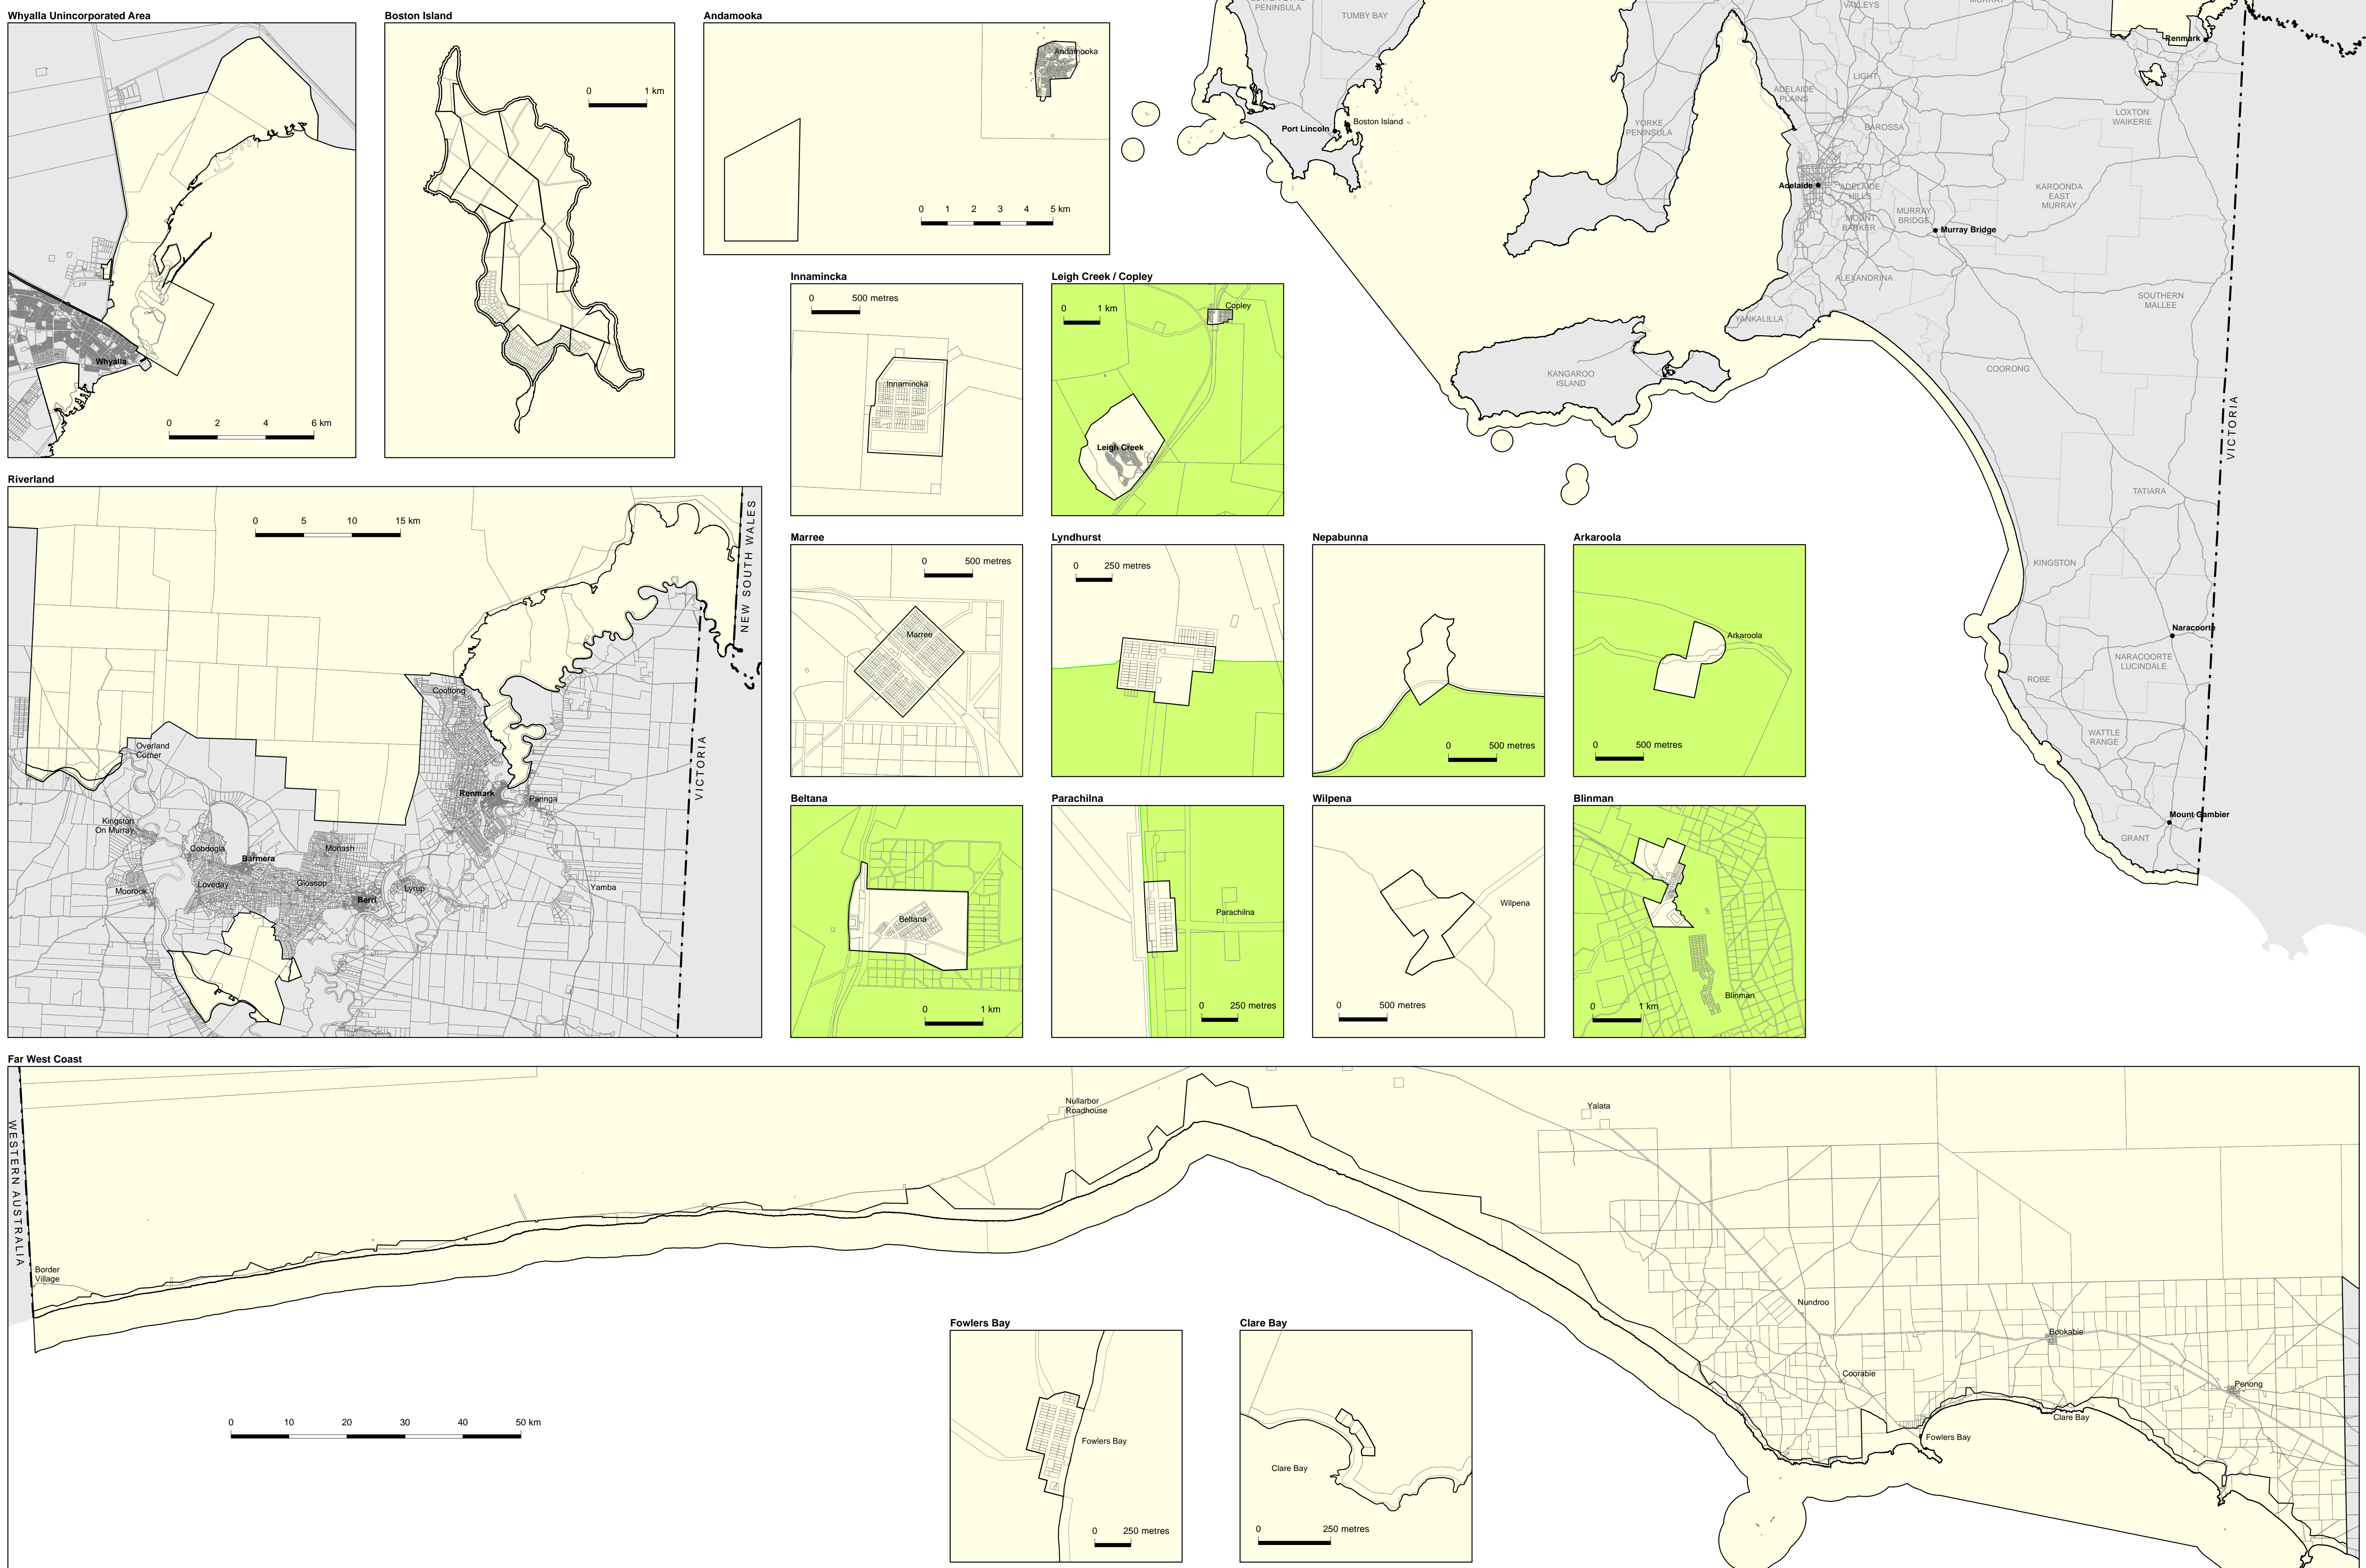 Whyalla Unincorporated Area
Whyalla
0 2 4 6 km
Boston Island
0 1 km
Andamooka
Andamooka
0 1 2 3 4 5 km
PENINSULA
TUMBY BAY
Port Lincoln
Boston Island
YORKE
PENINSULA
VALLEYS
LIGHT
ADELAIDE
PLAINS
BAROSSA
Adelaide
ADELAIDE
HILLS
MOUNT
BARKER
MURRAY
BRIDGE
Murray Bridge
ALEXANDRINA
YANKALILLA
KANGAROO
ISLAND
Renmark
LOXTON
WAIKERIE
KAROONDA
EAST
MURRAY
SOUTHERN
MALLEE
COORONG
TATIARA
VICTORIA
KINGSTON
Naracoorte
NARACOORTE
LUCINDALE
ROBE
WATTLE
RANGE
Mount Gambier
GRANT
Innamincka
0 500 metres
Innamincka
Leigh Creek / Copley
0 1 km
Copley
Leigh Creek
Riverland
0 5 10 15 km
NEW SOUTH WALES
VICTORIA
Cooltong
Overland
Corner
Renmark
Paringa
Kingston
On Murray
Cobdogla
Barmera
Monash
Moorook
Loveday
Glossop
Berri
Lyrup
Yamba
Marree
0 500 metres
Marree
Lyndhurst
0 250 metres
Nepabunna
0 500 metres
Arkaroola
Arkaroola
0 500 metres
Beltana
Beltana
0 1 km
Parachilna
Parachilna
0 250 metres
Wilpena
Wilpena
0 500 metres
Blinman
Blinman
0 1 km
Far West Coast
WESTERN AUSTRALIA
Border
Village
Nullarbor
Roadhouse
Yalata
Nundroo
Bookabie
Coorabie
Penong
Clare Bay
Fowlers Bay
0 10 20 30 40 50 km
Fowlers Bay
Fowlers Bay
0 250 metres
Clare Bay
Clare Bay
0 250 metres